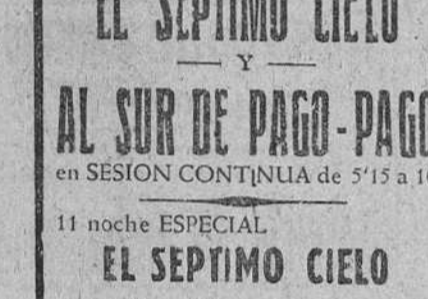 EL SEPTIMO CIELO
Y
AL SUR DE PAGO-PAGO
en SESION CONTINUA de 5'15 a
11 noche ESPECIAL
EL SEPTIMO CIELO